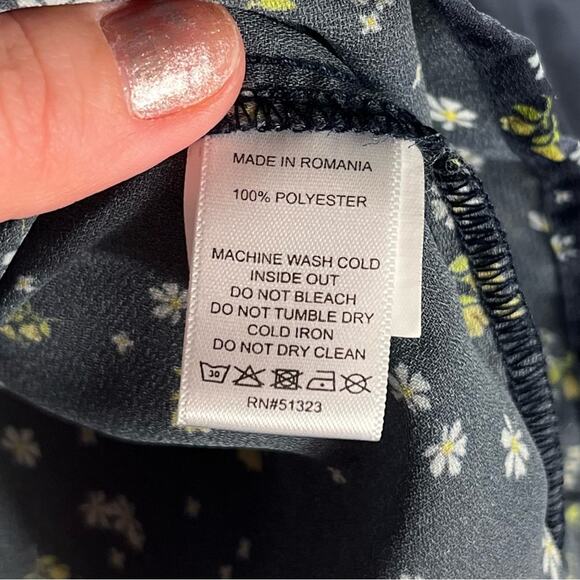 MADE IN ROMANIA
100% POLYESTER
MACHINE WASH COLD
INSIDE OUT
DO NOT BLEACH
DO NOT TUMBLE DRY
COLD IRON
DO NOT DRY CLEAN
30
RN#51323